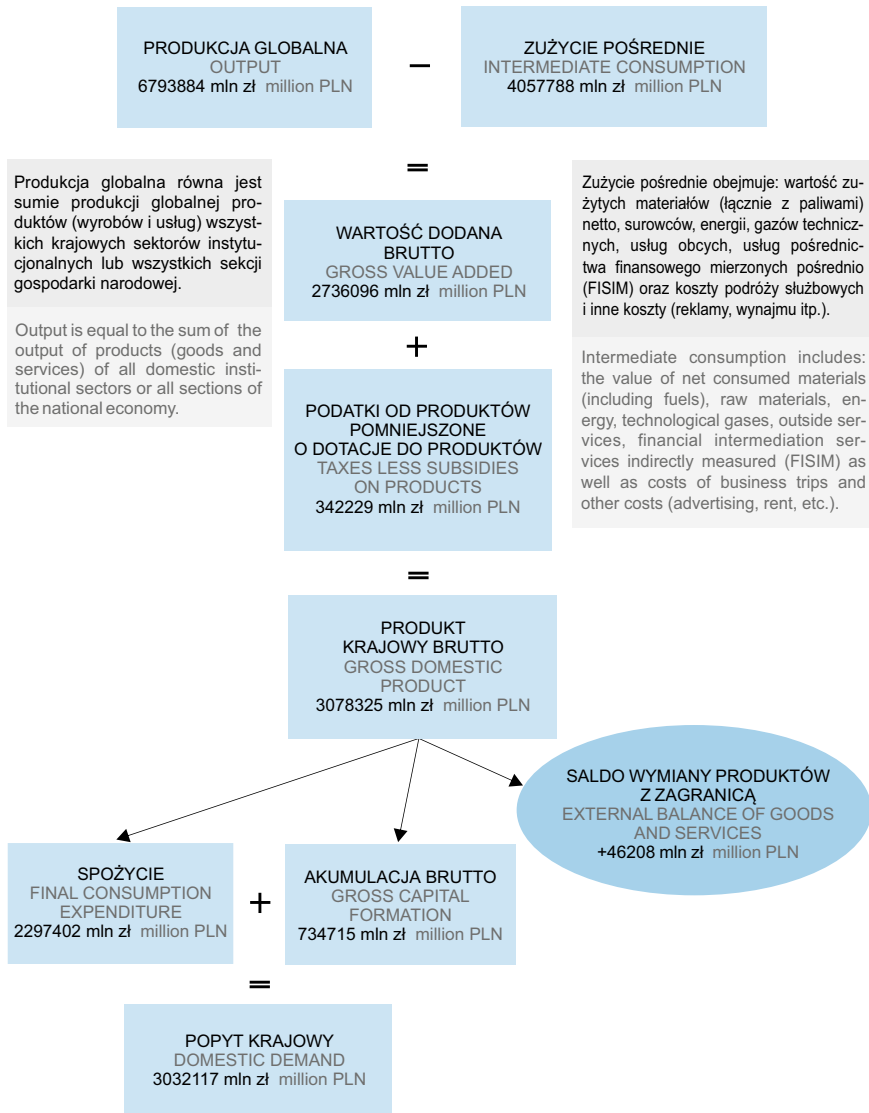 PRODUKCJA GLOBALNA
OUTPUT
6793884 mln zł million PLN
–
ZUŻYCIE POŚREDNIE
INTERMEDIATE CONSUMPTION
4057788 mln zł million PLN
=
Produkcja globalna równa jest
sumie produkcji globalnej pro-
duktów (wyrobów i usług) wszyst-
kich krajowych sektorów instytu-
cjonalnych lub wszystkich sekcji
gospodarki narodowej.
Output is equal to the sum of the
output of products (goods and
services) of all domestic insti-
tutional sectors or all sections of
the national economy.
WARTOŚĆ DODANA
BRUTTO
GROSS VALUE ADDED
2736096 mln zł million PLN
+
PODATKI OD PRODUKTÓW
POMNIEJSZONE
O DOTACJE DO PRODUKTÓW
TAXES LESS SUBSIDIES
ON PRODUCTS
342229 mln zł million PLN
Zużycie pośrednie obejmuje: wartość zu-
żytych materiałów (łącznie z paliwami)
netto, surowców, energii, gazów technicz-
nych, usług obcych, usług pośrednic-
twa finansowego mierzonych pośrednio
(FISIM) oraz koszty podróży służbowych
i inne koszty (reklamy, wynajmu itp.).
Intermediate consumption includes:
the value of net consumed materials
(including fuels), raw materials, en-
ergy, technological gases, outside ser-
vices, financial intermediation ser-
vices indirectly measured (FISIM) as
well as costs of business trips and
other costs (advertising, rent, etc.).
=
PRODUKT
KRAJOWY BRUTTO
GROSS DOMESTIC
PRODUCT
3078325 mln zł million PLN
SALDO WYMIANY PRODUKTÓW
Z ZAGRANICĄ
EXTERNAL BALANCE OF GOODS
AND SERVICES
+46208 mln zł million PLN
SPOŻYCIE
FINAL CONSUMPTION
EXPENDITURE
2297402 mln zł million PLN
+
AKUMULACJA BRUTTO
GROSS CAPITAL
FORMATION
734715 mln zł million PLN
=
POPYT KRAJOWY
DOMESTIC DEMAND
3032117 mln zł million PLN